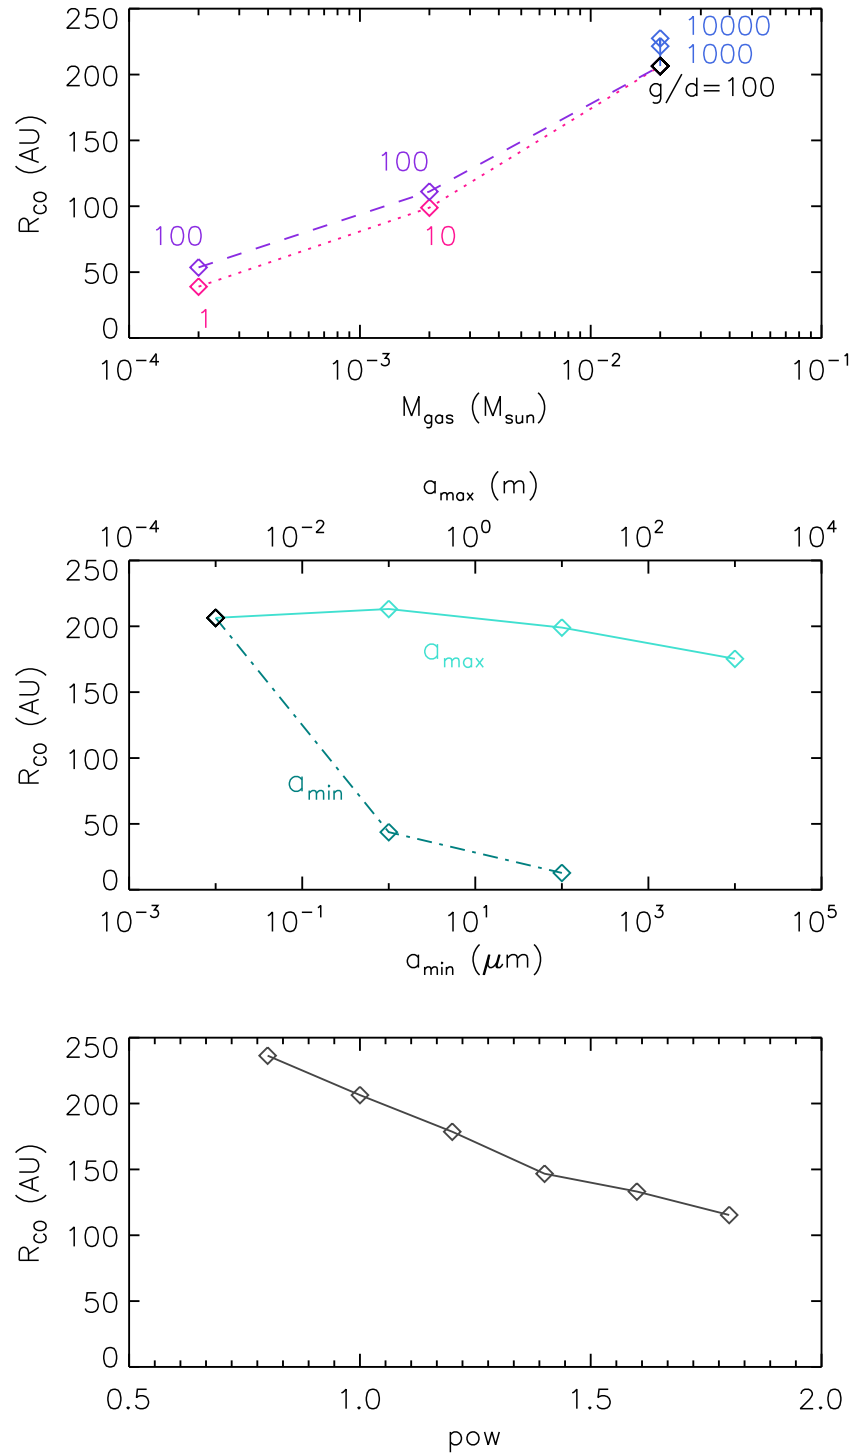 250
10000
1000
200
g/d=100
150
R_CO (AU)
100
100
100
10
50
1
0
10^-4 10^-3 10^-2 10^-1
M_gas (M_sun)
a_max (m)
10^-4 10^-2 10^0 10^2 10^4
250
200
a_max
150
R_CO (AU)
100
a_min
50
0
10^-3 10^-1 10^1 10^3 10^5
a_min (μm)
250
200
150
R_CO (AU)
100
50
0
0.5 1.0 1.5 2.0
pow